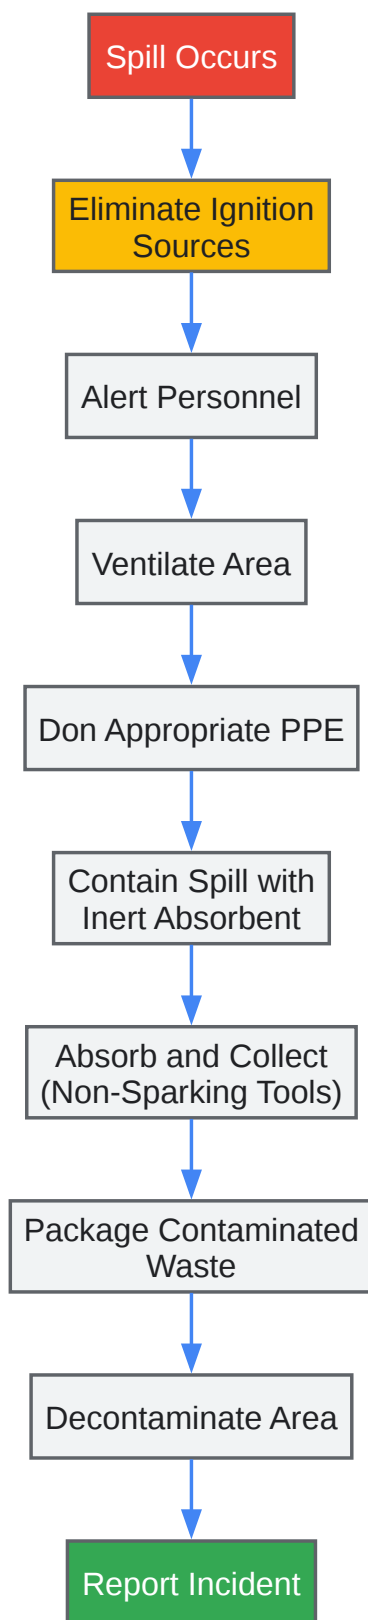 Spill Occurs
Eliminate Ignition
Sources
Alert Personnel
Ventilate Area
Don Appropriate PPE
Contain Spill with
Inert Absorbent
Absorb and Collect
(Non-Sparking Tools)
Package Contaminated
Waste
Decontaminate Area
Report Incident